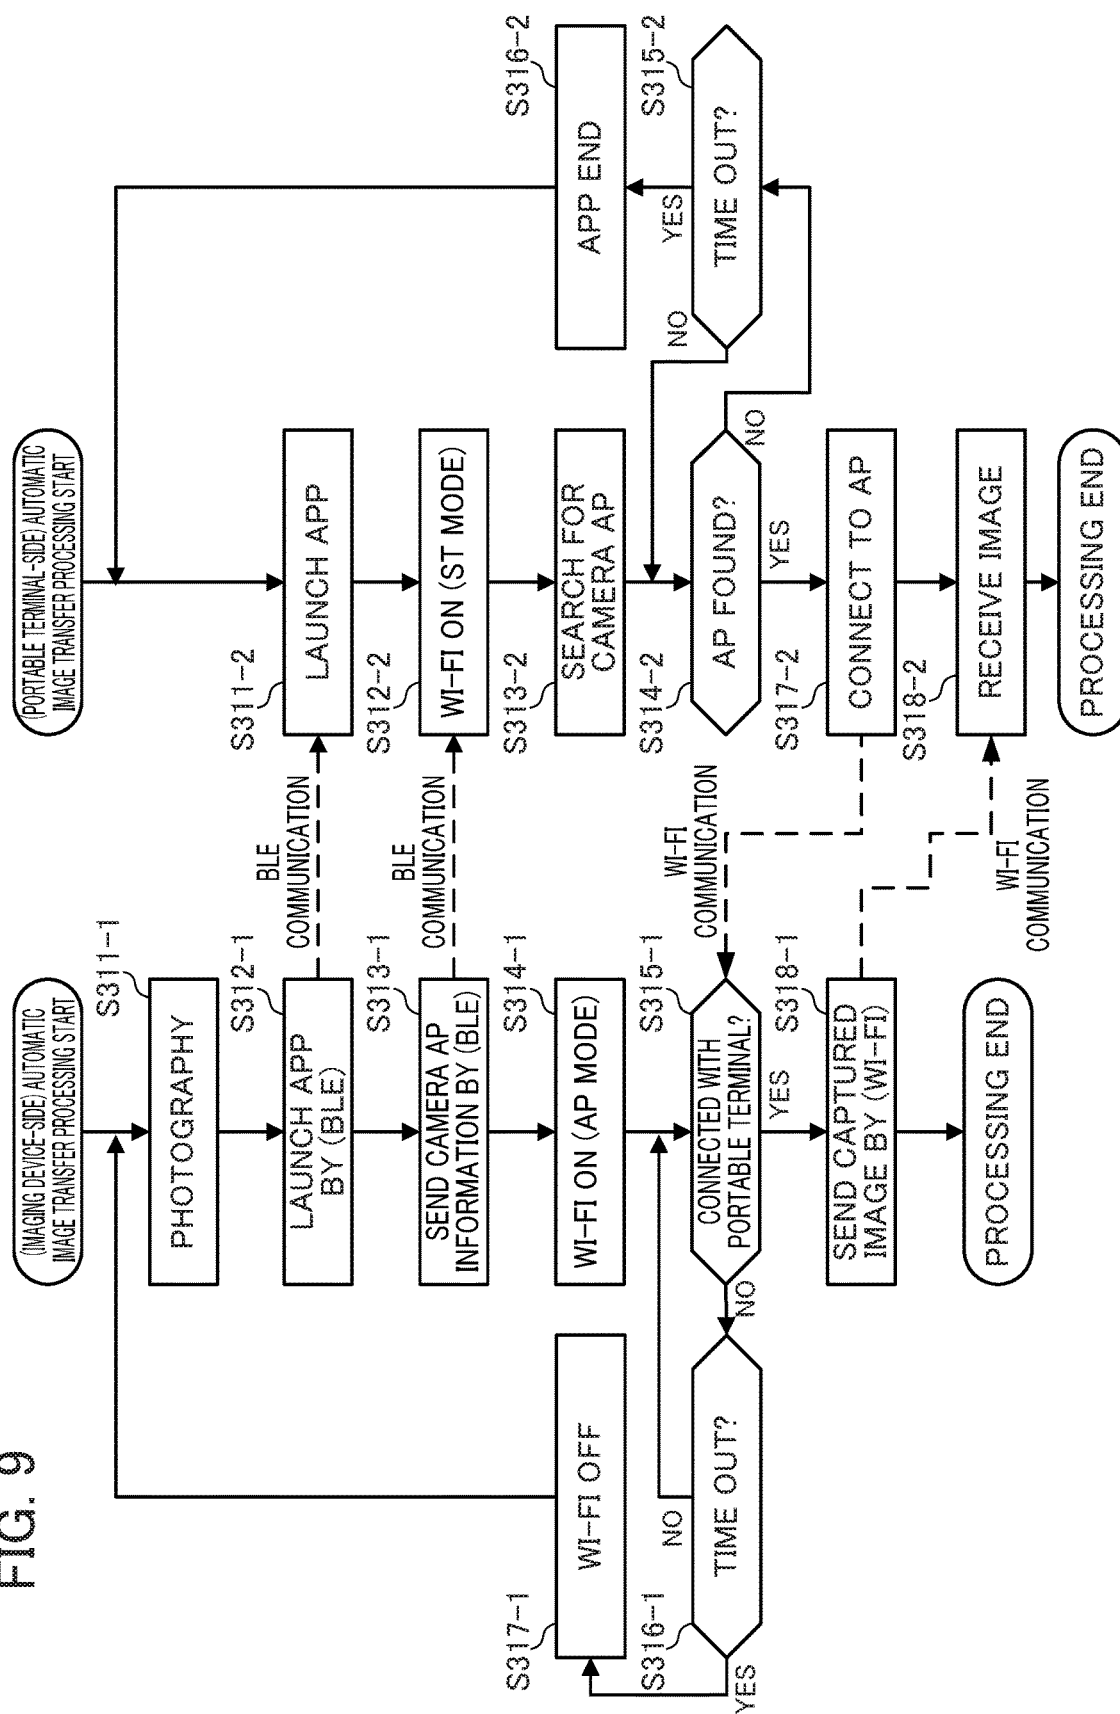 FIG. 9
(IMAGING DEVICE-SIDE) AUTOMATIC
IMAGE TRANSFER PROCESSING START
S311-1
PHOTOGRAPHY
S312-1
LAUNCH APP
BY (BLE)
BLE
COMMUNICATION
S313-1
SEND CAMERA AP
INFORMATION BY (BLE)
BLE
COMMUNICATION
S314-1
WI-FI ON (AP MODE)
S315-1
CONNECTED WITH
PORTABLE TERMINAL?
WI-FI
COMMUNICATION
NO
YES
S316-1
TIME OUT?
NO
YES
S317-1
WI-FI OFF
S318-1
SEND CAPTURED
IMAGE BY (WI-FI)
WI-FI
COMMUNICATION
PROCESSING END
(PORTABLE TERMINAL-SIDE) AUTOMATIC
IMAGE TRANSFER PROCESSING START
S311-2
LAUNCH APP
S312-2
WI-FI ON (ST MODE)
S313-2
SEARCH FOR
CAMERA AP
S314-2
AP FOUND?
NO
YES
S315-2
TIME OUT?
NO
YES
S316-2
APP END
S317-2
CONNECT TO AP
S318-2
RECEIVE IMAGE
PROCESSING END